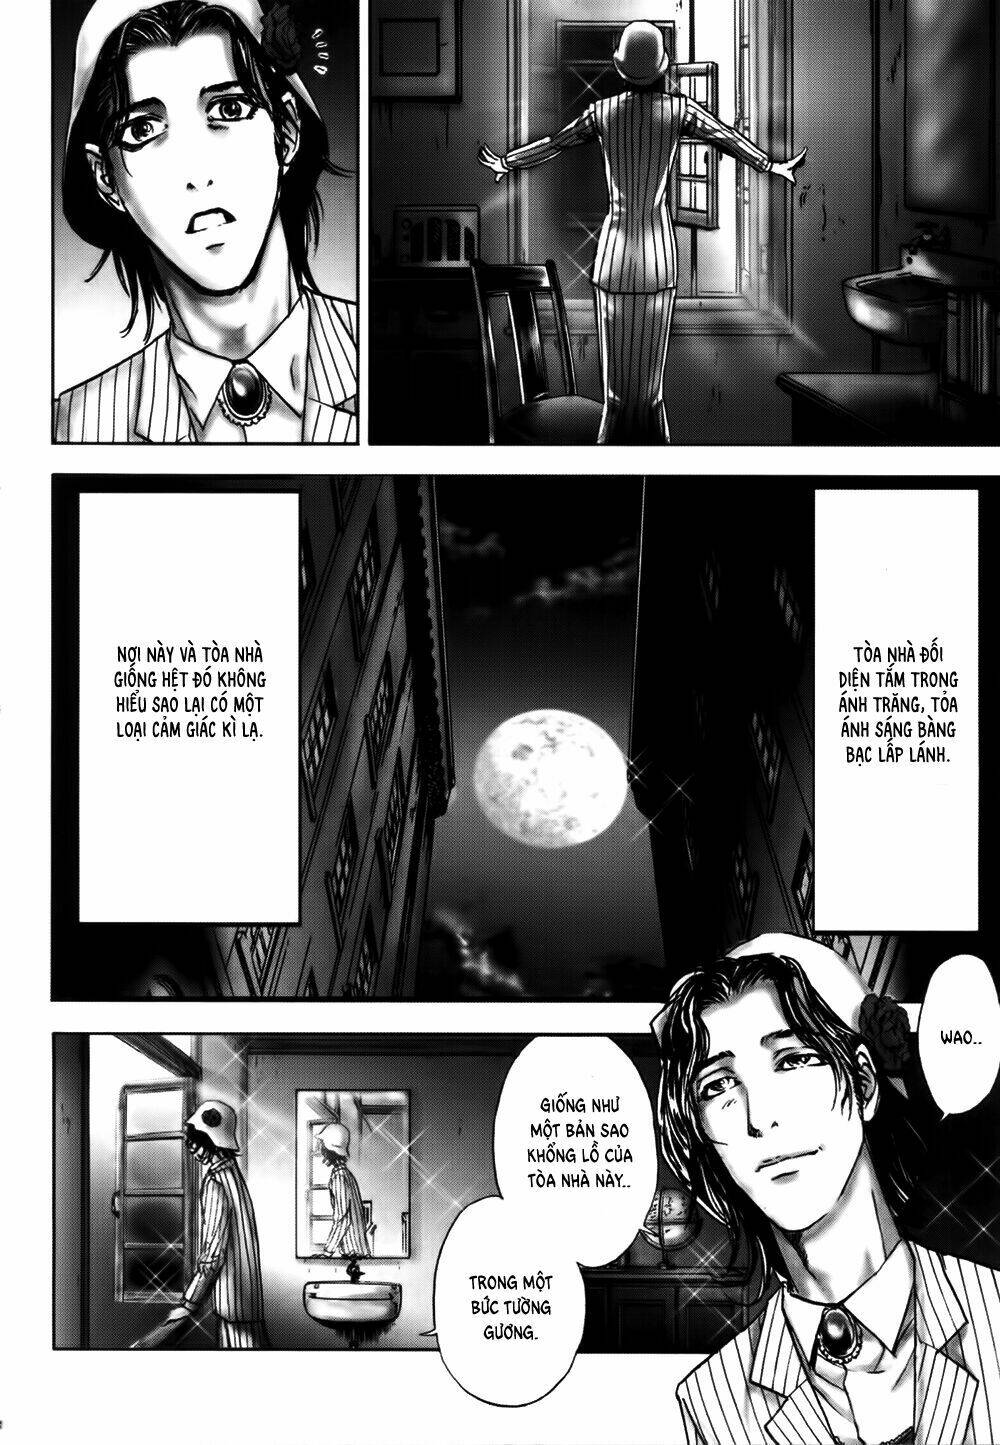 TÒA NHÀ ĐỐI
DIỆN TẮM TRONG
ÁNH TRĂNG, TỎA
ÁNH SÁNG BÀNG
BẠC LẤP LÁNH.
NƠI NÀY VÀ TÒA NHÀ
GIỐNG HỆT ĐÓ KHÔNG
HIỂU SAO LẠI CÓ MỘT
LOẠI CẢM GIÁC KÌ LẠ.
WAO..
GIỐNG NHƯ
MỘT BẢN SAO
KHỔNG LỒ CỦA
TÒA NHÀ NÀY..
TRONG MỘT
BỨC TƯỜNG
GƯƠNG.